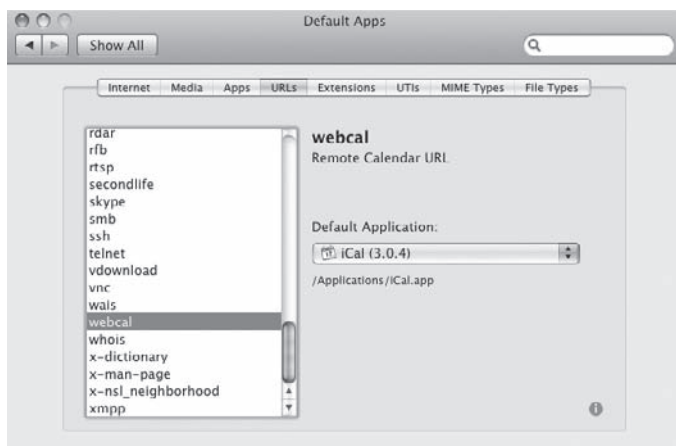 Default Apps
Show All
Internet Media Apps URLs Extensions UTIs MIME Types File Types
rdar
rfb
rtsp
secondlife
skype
smb
ssh
telnet
vdownload
vnc
wais
webcal
whois
x-dictionary
x-man-page
x-nsl_neighborhood
xmpp
webcal
Remote Calendar URL
Default Application:
iCal (3.0.4)
/Applications/iCal.app